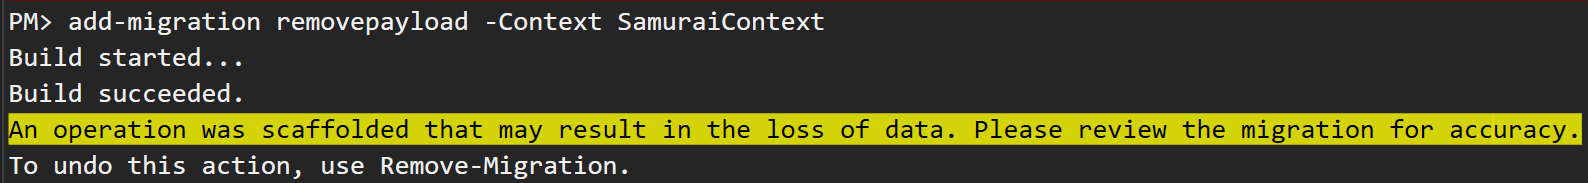 PM> add-migration removepayload -Context SamuraiContext
Build started...
Build succeeded.
An operation was scaffolded that may result in the loss of data. Please review the migration for accuracy.
To undo this action, use Remove-Migration.